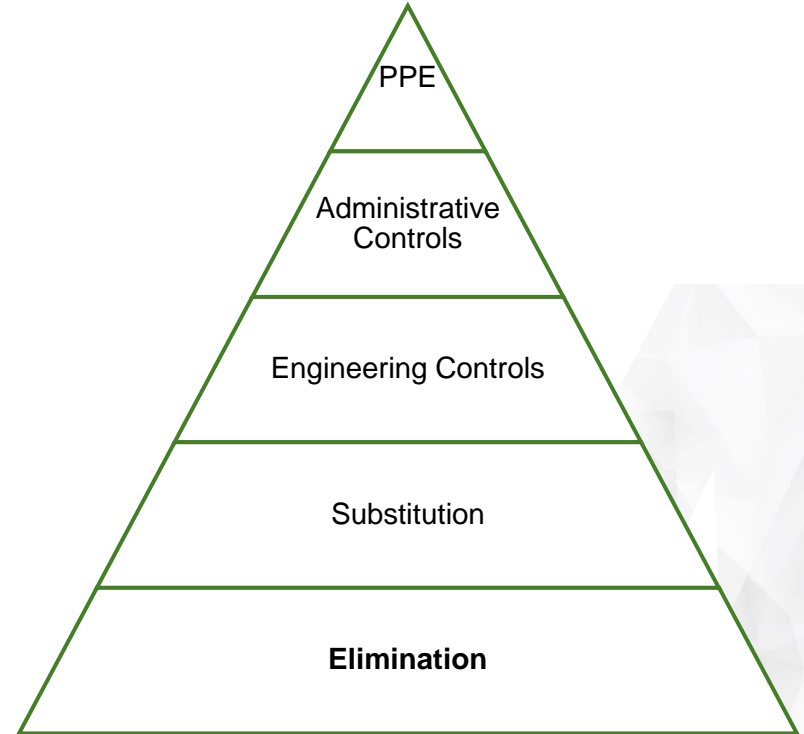 PPE
Administrative
Controls
Engineering Controls
Substitution
Elimination